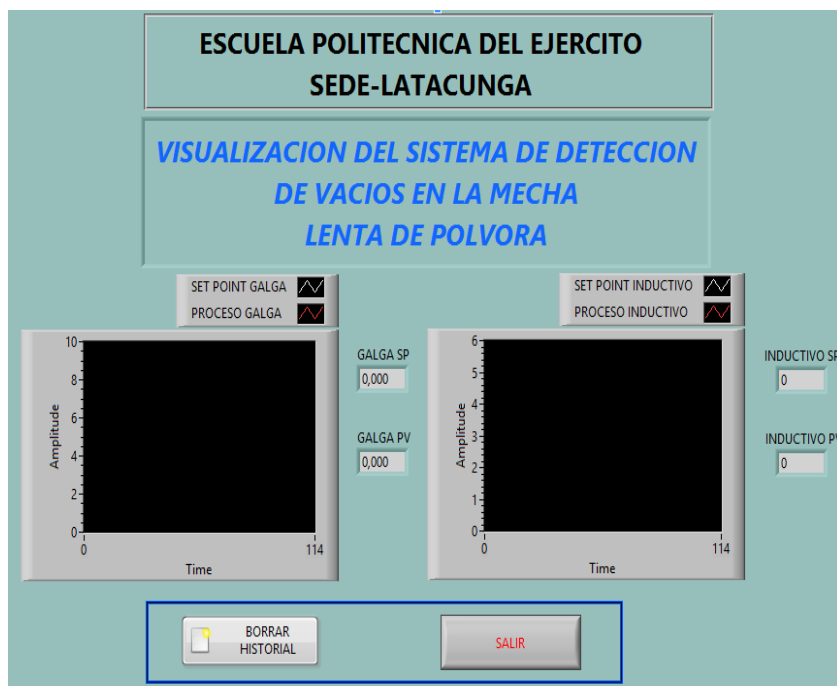 ESCUELA POLITECNICA DEL EJERCITO
SEDE-LATACUNGA
VISUALIZACION DEL SISTEMA DE DETECCION
DE VACIOS EN LA MECHA
LENTA DE POLVORA
SET POINT GALGA
PROCESO GALGA
10
8
6
4
2
0
Amplitude
0
114
Time
GALGA SP
0,000
GALGA PV
0,000
SET POINT INDUCTIVO
PROCESO INDUCTIVO
6
5
4
3
2
1
0
Amplitude
0
114
Time
INDUCTIVO SP
0
INDUCTIVO PV
0
BORRAR
HISTORIAL
SALIR